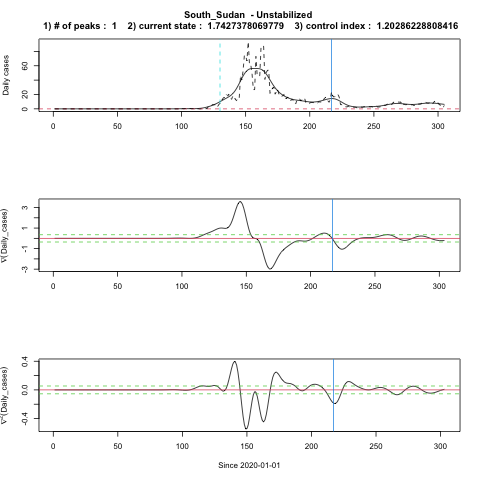 South_Sudan - Unstabilized
1) # of peaks : 1 2) current state : 1.7427378069779 3) control index : 1.20286228808416
Daily cases
0 20 60
0 50 100 150 200 250 300
∇(Daily_cases)
-3 -1 1 3
0 50 100 150 200 250 300
∇²(Daily_cases)
-0.4 0.0 0.4
0 50 100 150 200 250 300
Since 2020-01-01